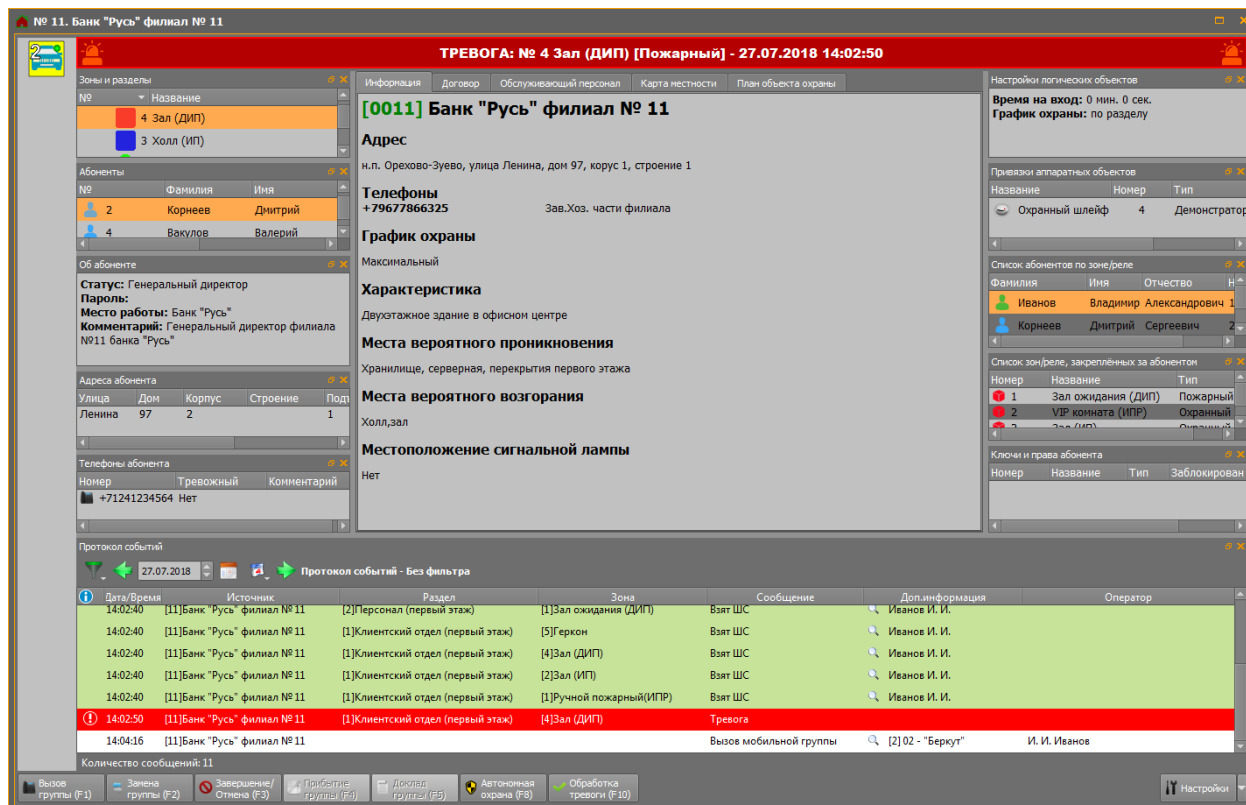 № 11. Банк "Русь" филиал № 11
2
ТРЕВОГА: № 4 Зал (ДИП) [Пожарный] - 27.07.2018 14:02:50
Зоны и разделы
№ Название
4 Зал (ДИП)
3 Холл (ИП)
Абоненты
№ Фамилия Имя
2 Корнеев Дмитрий
4 Вакулов Валерий
Об абоненте
Статус: Генеральный директор
Пароль:
Место работы: Банк "Русь"
Комментарий: Генеральный директор филиала
№11 банка "Русь"
Адреса абонента
Улица Дом Корпус Строение
Ленина 97 2 1
Телефоны абонента
Номер Тревожный Комментарий
+71241234564 Нет
Информация Договор Обслуживающий персонал Карта местности План объекта охраны
[0011] Банк "Русь" филиал № 11
Адрес
н.п. Орехово-Зуево, улица Ленина, дом 97, корус 1, строение 1
Телефоны
+79677866325 Зав.Хоз. части филиала
График охраны
Максимальный
Характеристика
Двухэтажное здание в офисном центре
Места вероятного проникновения
Хранилище, серверная, перекрытия первого этажа
Места вероятного возгорания
Холл,зал
Местоположение сигнальной лампы
Нет
Настройки логических объектов
Время на вход: 0 мин. 0 сек.
График охраны: по разделу
Привязки аппаратных объектов
Название Номер Тип
Охранный шлейф 4 Демонстратор
Список абонентов по зоне/реле
Фамилия Имя Отчество Н
Иванов Владимир Александрович 1
Корнеев Дмитрий Сергеевич 2
Список зон/реле, закреплённых за абонентом
Номер Название Тип
1 Зал ожидания (ДИП) Пожарный
2 VIP комната (ИПР) Охранный
3 Зал (ИП) Охранный
Ключи и права абонента
Номер Название Тип Заблокирован
Протокол событий
27.07.2018 Протокол событий - Без фильтра
Дата/Время Источник Раздел Зона Сообщение Доп.информация Оператор
14:02:40 [11]Банк "Русь" филиал № 11 [2]Персонал (первый этаж) [1]Зал ожидания (ДИП) Взят ШС Иванов И. И.
14:02:40 [11]Банк "Русь" филиал № 11 [1]Клиентский отдел (первый этаж) [5]Геркон Взят ШС Иванов И. И.
14:02:40 [11]Банк "Русь" филиал № 11 [1]Клиентский отдел (первый этаж) [4]Зал (ДИП) Взят ШС Иванов И. И.
14:02:40 [11]Банк "Русь" филиал № 11 [1]Клиентский отдел (первый этаж) [2]Зал (ИП) Взят ШС Иванов И. И.
14:02:40 [11]Банк "Русь" филиал № 11 [1]Клиентский отдел (первый этаж) [1]Ручной пожарный(ИПР) Взят ШС Иванов И. И.
14:02:50 [11]Банк "Русь" филиал № 11 [1]Клиентский отдел (первый этаж) [4]Зал (ДИП) Тревога
14:04:16 [11]Банк "Русь" филиал № 11 Вызов мобильной группы [2] 02 - "Беркут" И. И. Иванов
Количество сообщений: 11
Вызов группы (F1) Замена группы (F2) Завершение/Отмена (F3) Прибытие группы (F4) Доклад группы (F5) Автономная охрана (F8) Обработка тревоги (F10) Настройки